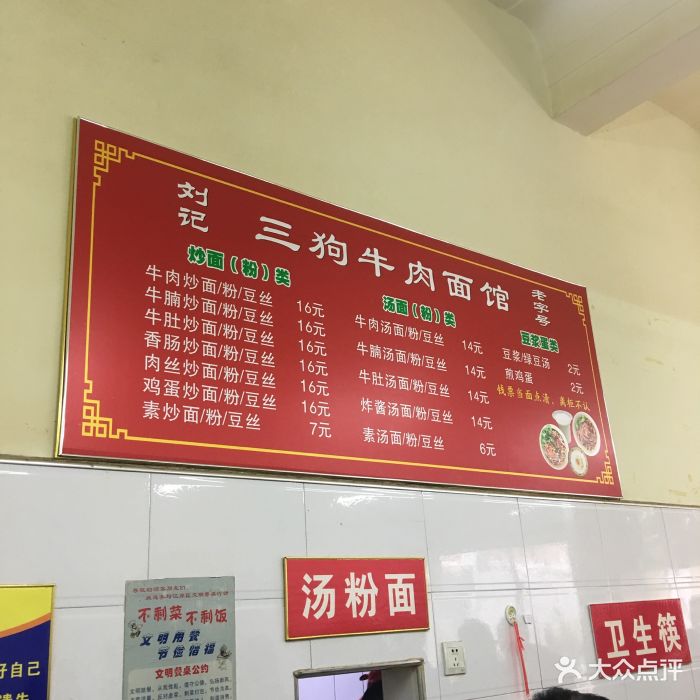 刘记 三狗牛肉面馆 老字号
炒面(粉)类
牛肉炒面/粉/豆丝 16元
牛腩炒面/粉/豆丝 16元
牛肚炒面/粉/豆丝 16元
香肠炒面/粉/豆丝 16元
肉丝炒面/粉/豆丝 16元
鸡蛋炒面/粉/豆丝 16元
素炒面/粉/豆丝 7元
汤面(粉)类
牛肉汤面/粉/豆丝 14元
牛腩汤面/粉/豆丝 14元
牛肚汤面/粉/豆丝 14元
炸酱汤面/粉/豆丝 14元
素汤面/粉/豆丝 6元
豆浆蛋类
豆浆/绿豆汤 2元
煎鸡蛋 2元
钱票当面点清，离柜不认
汤粉面
卫生筷
不剩菜 不剩饭
文明用餐
节俭惜福
文明餐桌公约
好自己
大众点评